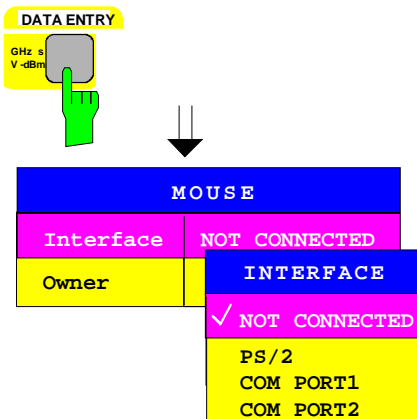 DATA ENTRY
GHz s
V -dBm
MOUSE
Interface NOT CONNECTED
Owner
INTERFACE
✓ NOT CONNECTED
PS/2
COM PORT1
COM PORT2